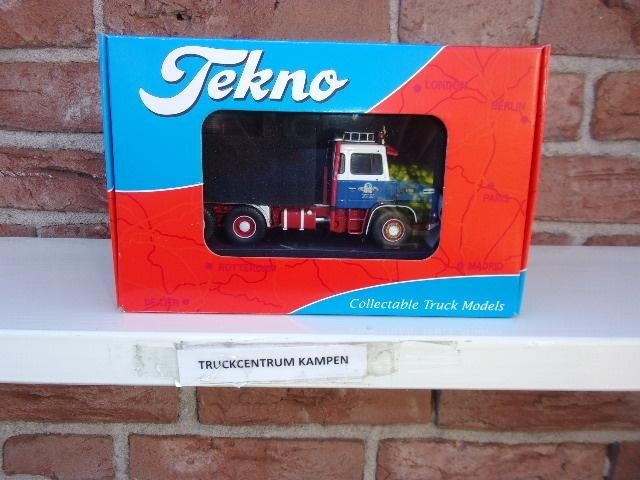 Tekno
LONDON
BERLIN
PARIS
ROTTERDAM
MADRID
Collectable Truck Models
TRUCKCENTRUM KAMPEN